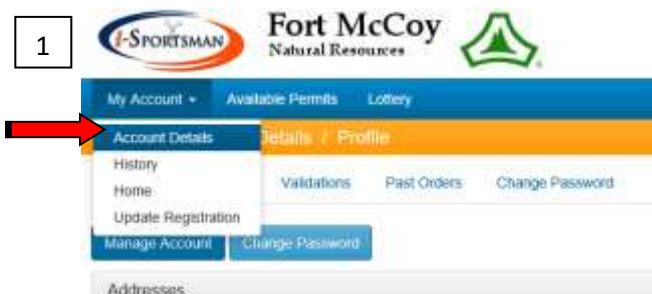 1
i-SPORTSMAN
Fort McCoy
Natural Resources
My Account Available Permits Lottery
Account Details Details / Profile
History
Validations Past Orders Change Password
Home
Update Registration
Manage Account Change Password
Addresses